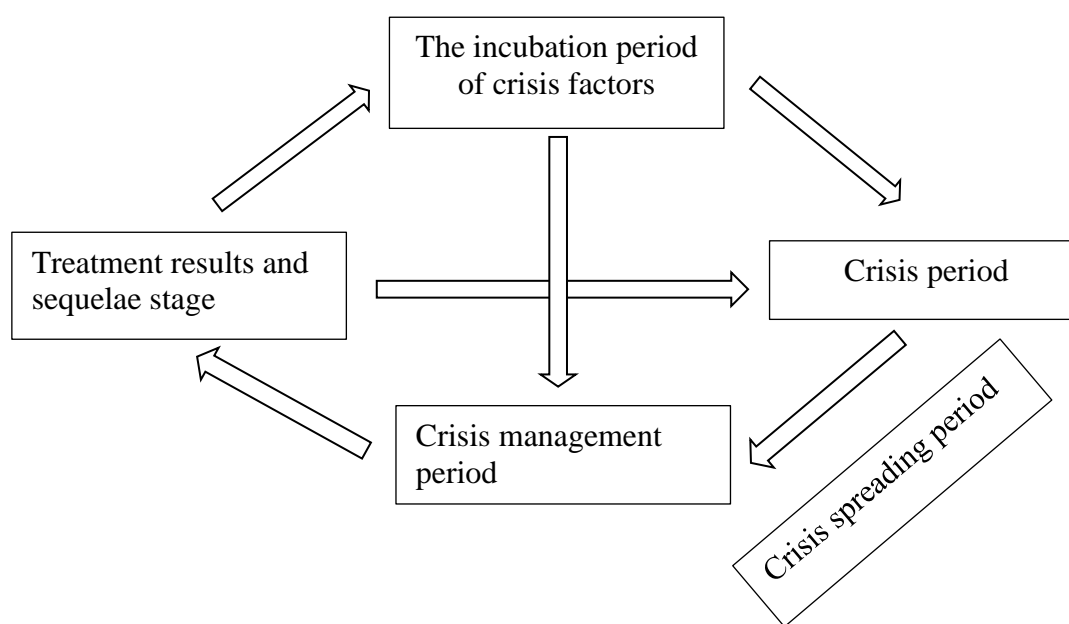 The incubation period
of crisis factors
Treatment results and
sequelae stage
Crisis period
Crisis management
period
Crisis spreading period